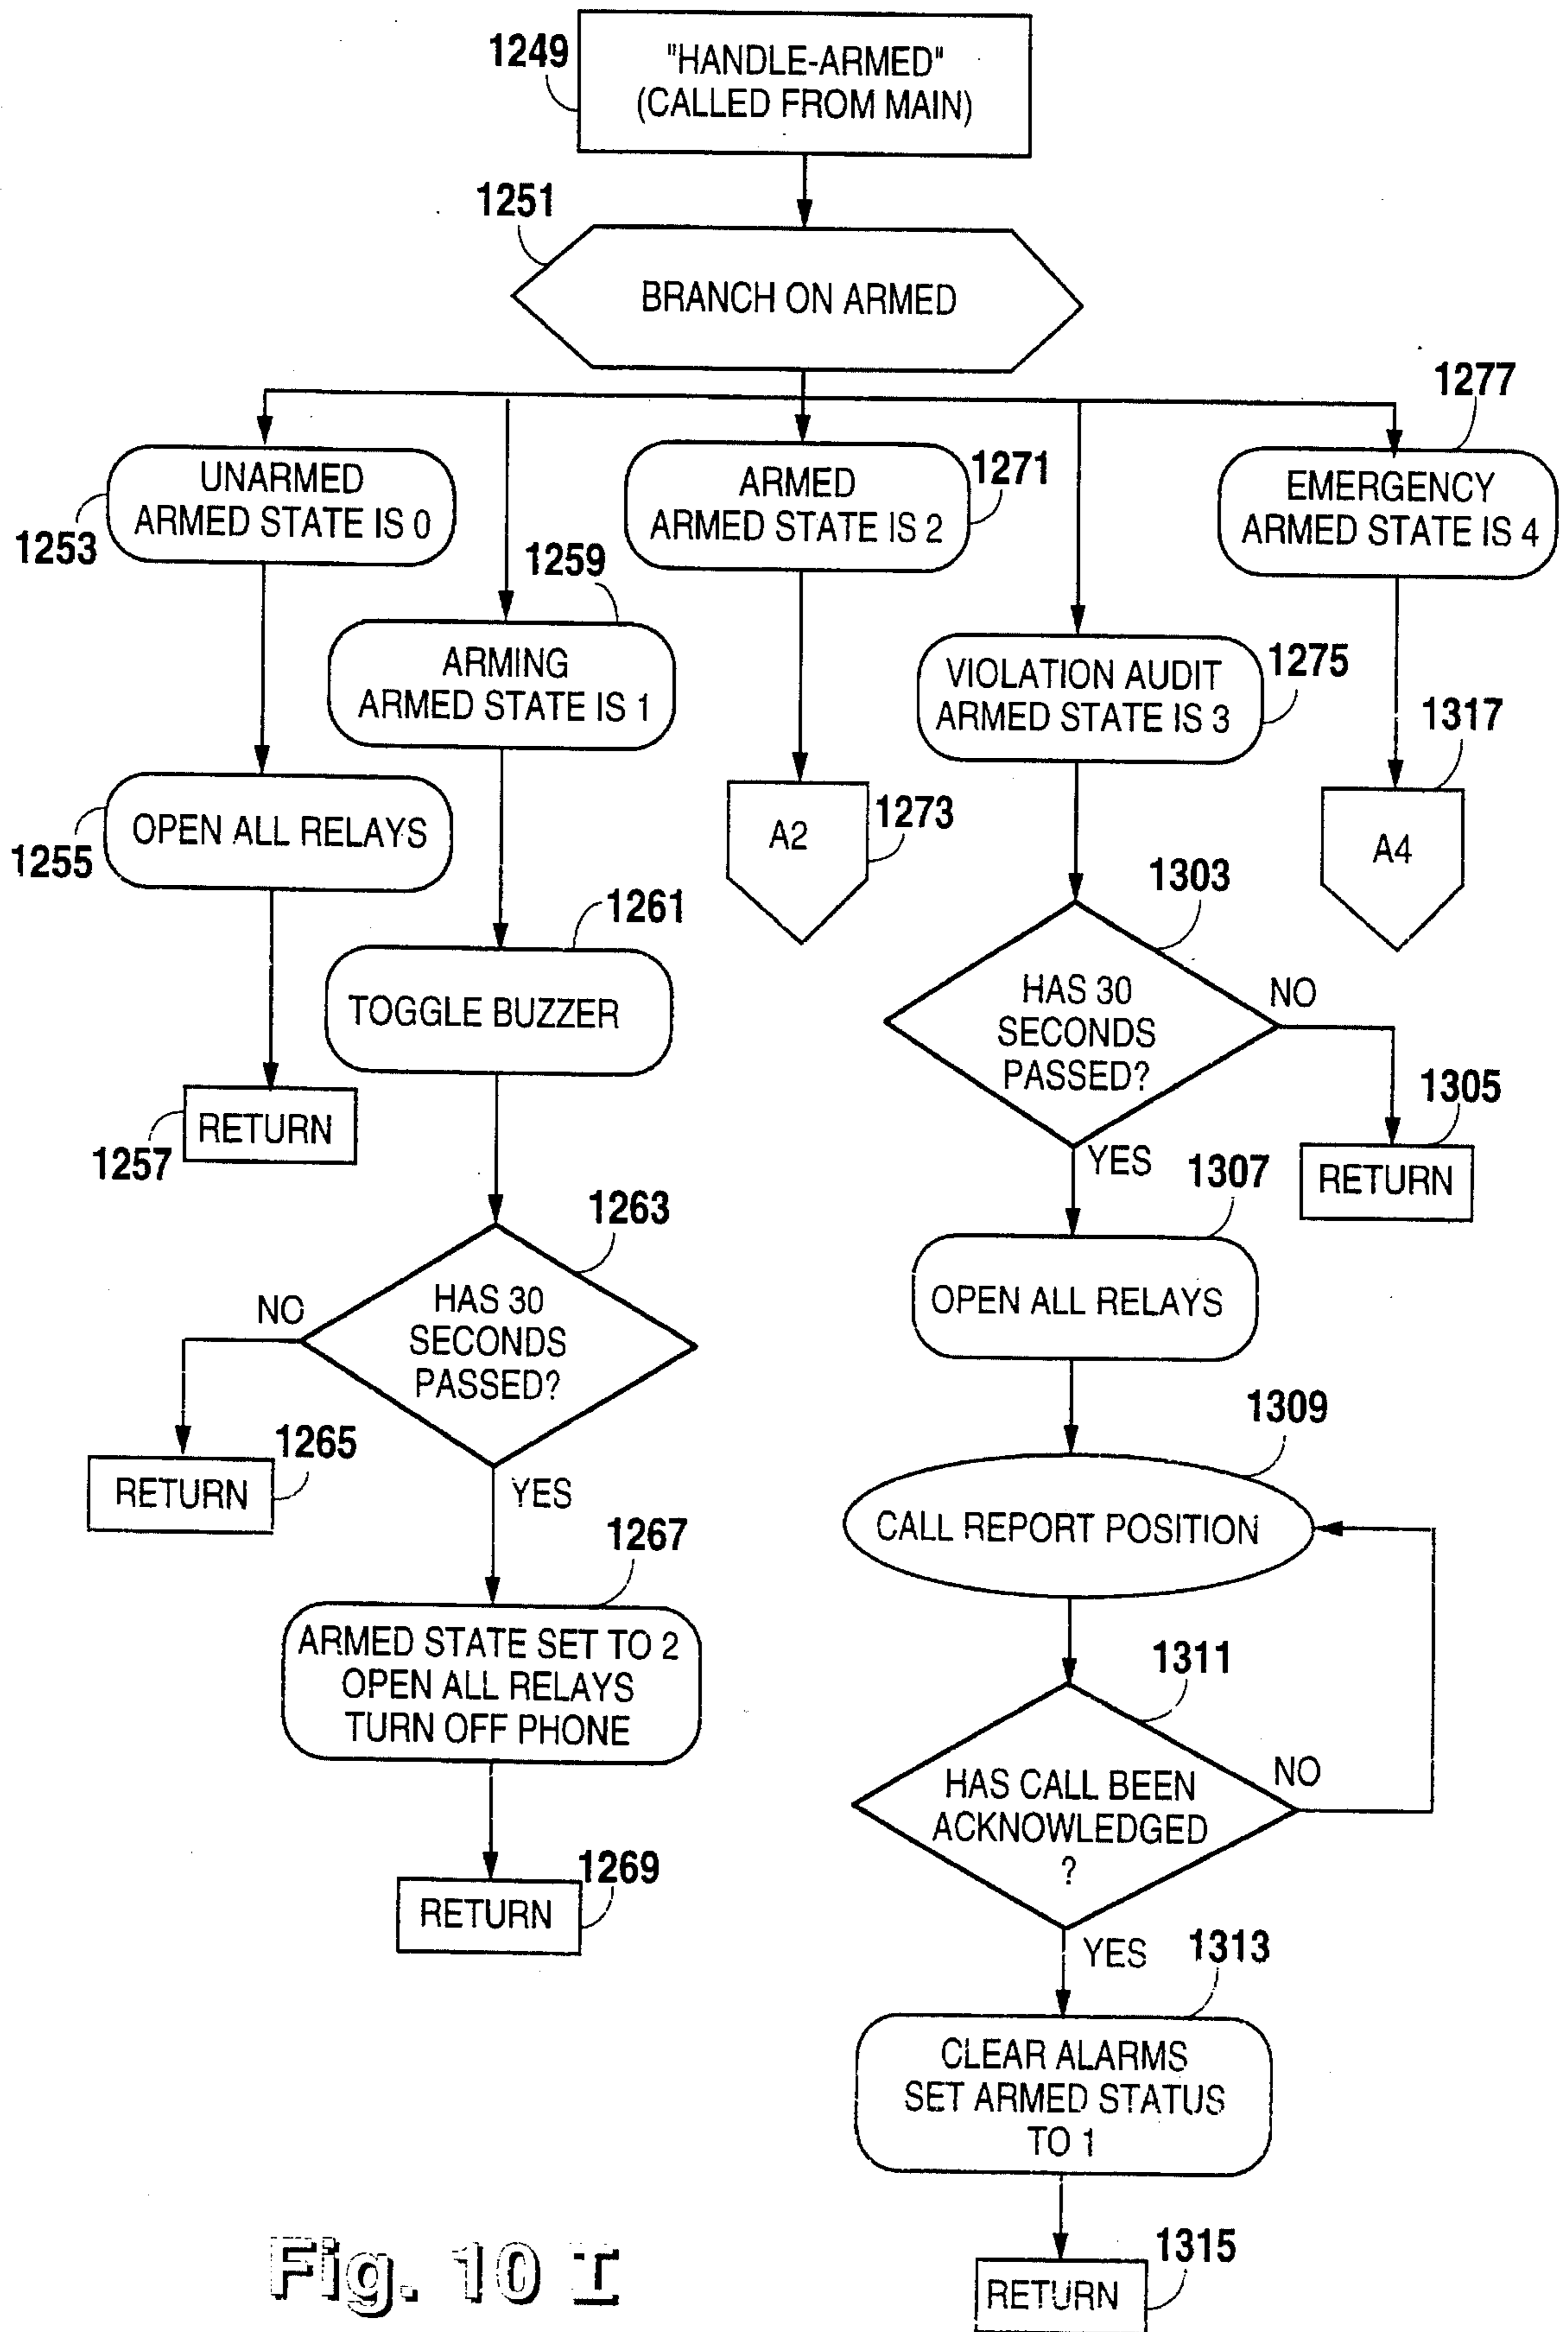 1249
"HANDLE-ARMED"
(CALLED FROM MAIN)
1251
BRANCH ON ARMED
1277
UNARMED
ARMED STATE IS 0
1253
ARMED
ARMED STATE IS 2
1271
EMERGENCY
ARMED STATE IS 4
1259
ARMING
ARMED STATE IS 1
VIOLATION AUDIT
ARMED STATE IS 3
1275
1317
OPEN ALL RELAYS
1255
A2
1273
A4
1303
1261
TOGGLE BUZZER
HAS 30
SECONDS
PASSED?
NO
1305
RETURN
YES
RETURN
1257
1307
OPEN ALL RELAYS
1263
HAS 30
SECONDS
PASSED?
NO
1265
RETURN
YES
1309
CALL REPORT POSITION
1267
ARMED STATE SET TO 2
OPEN ALL RELAYS
TURN OFF PHONE
1311
HAS CALL BEEN
ACKNOWLEDGED
?
NO
1269
RETURN
YES
1313
CLEAR ALARMS
SET ARMED STATUS
TO 1
1315
RETURN
Fig. 10 I